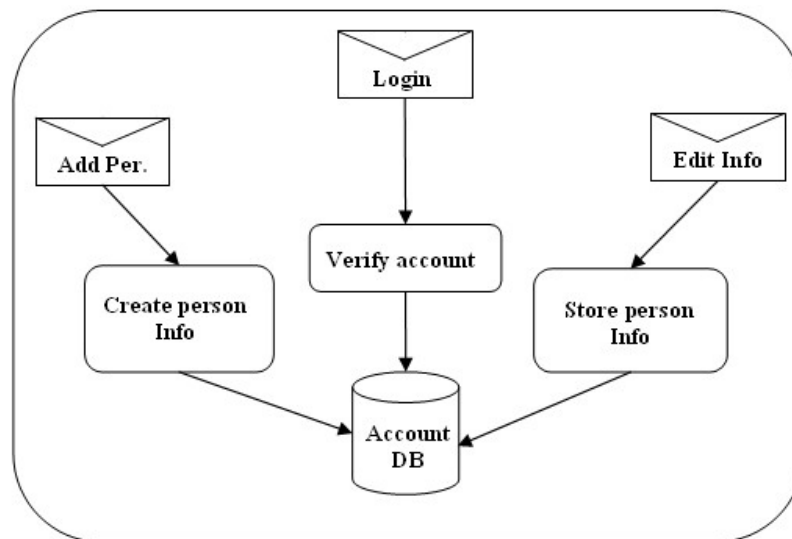 Login
Add Per.
Edit Info
Verify account
Create person
Info
Store person
Info
Account
DB